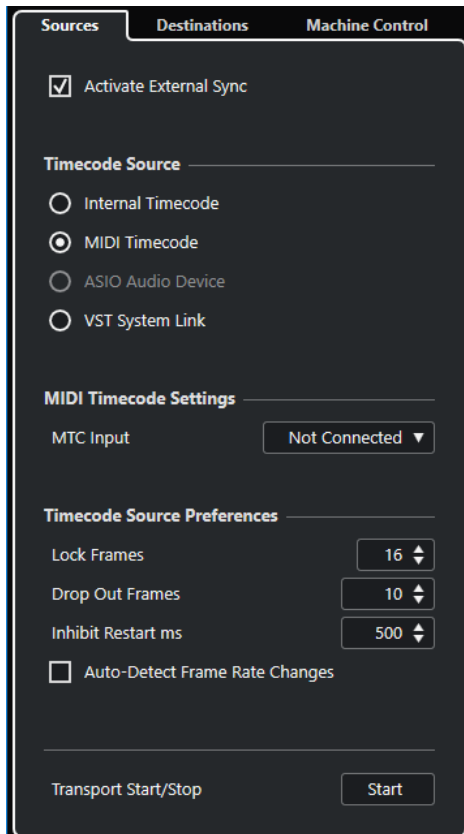 Sources Destinations Machine Control
Activate External Sync
Timecode Source
Internal Timecode
MIDI Timecode
ASIO Audio Device
VST System Link
MIDI Timecode Settings
MTC Input Not Connected
Timecode Source Preferences
Lock Frames 16
Drop Out Frames 10
Inhibit Restart ms 500
Auto-Detect Frame Rate Changes
Transport Start/Stop Start